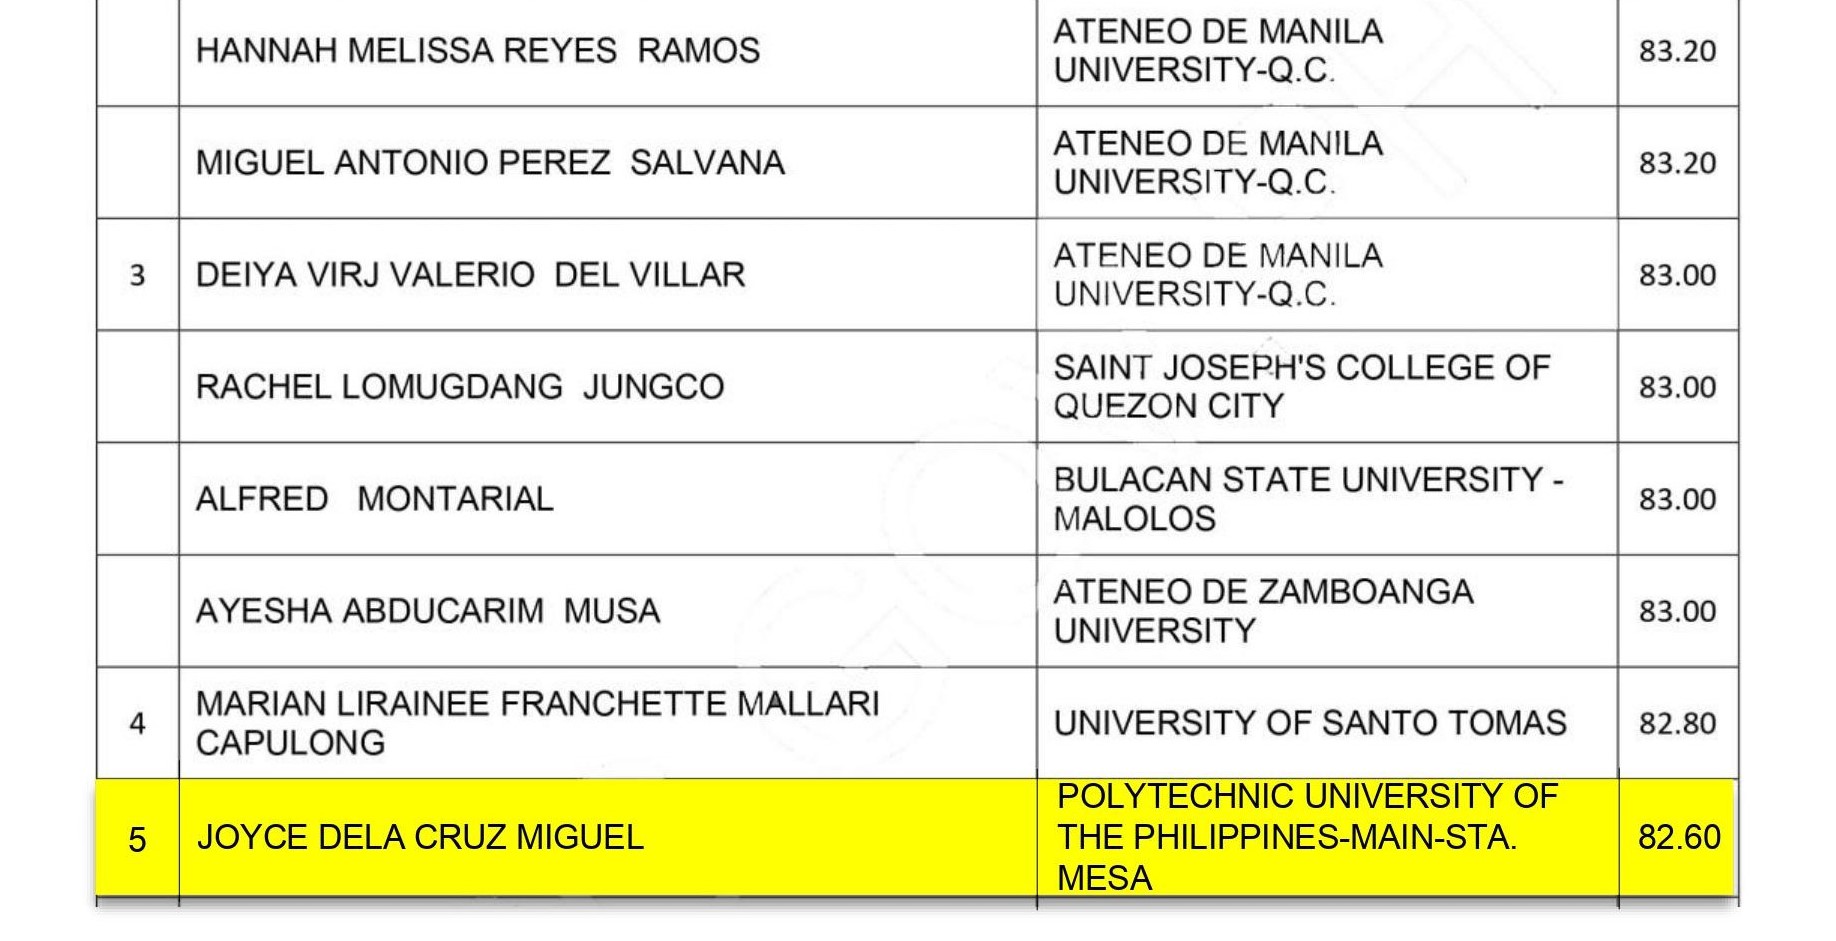 HANNAH MELISSA REYES RAMOS
ATENEO DE MANILA
UNIVERSITY-Q.C.
83.20
MIGUEL ANTONIO PEREZ SALVANA
ATENEO DE MANILA
UNIVERSITY-Q.C.
83.20
3
DEIYA VIRJ VALERIO DEL VILLAR
ATENEO DE MANILA
UNIVERSITY-Q.C.
83.00
RACHEL LOMUGDANG JUNGCO
SAINT JOSEPH'S COLLEGE OF
QUEZON CITY
83.00
ALFRED MONTARIAL
BULACAN STATE UNIVERSITY -
MALOLOS
83.00
AYESHA ABDUCARIM MUSA
ATENEO DE ZAMBOANGA
UNIVERSITY
83.00
4
MARIAN LIRAINEE FRANCHETTE MALLARI
CAPULONG
UNIVERSITY OF SANTO TOMAS
82.80
5
JOYCE DELA CRUZ MIGUEL
POLYTECHNIC UNIVERSITY OF
THE PHILIPPINES-MAIN-STA.
MESA
82.60